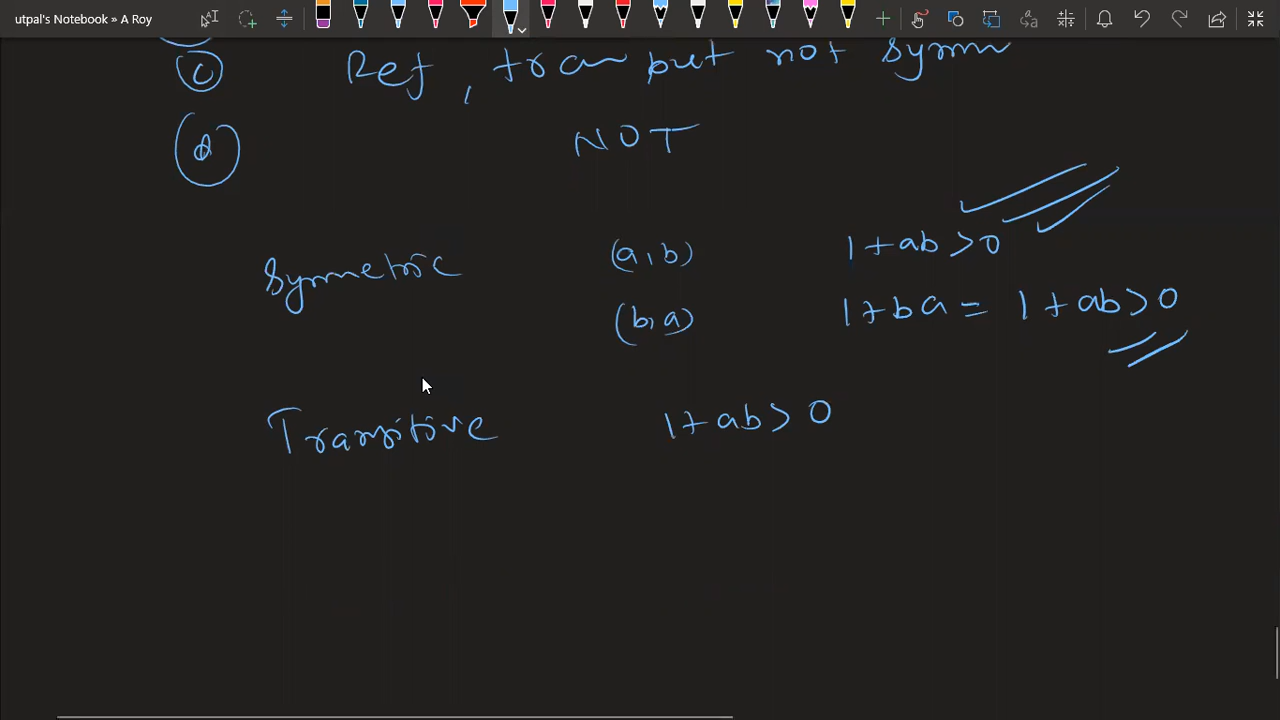 utpal's Notebook » A Roy
(c) Ref, tran but not symm
(d) NOT
Symmetric (a,b) 1+ab>0
(b,a) 1+ba = 1+ab>0
Transitive 1+ab>0